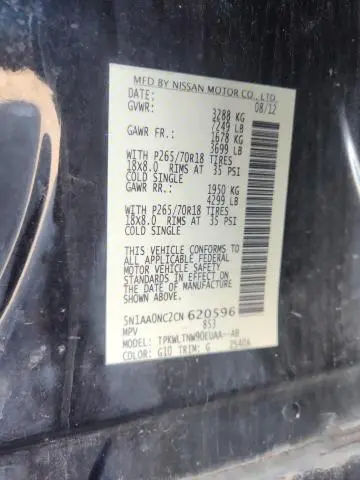 MFD BY NISSAN MOTOR CO., LTD.
DATE: 08/12
GVWR: 3288 KG
7249 LB
GAWR FR.: 1678 KG
3699 LB
WITH P265/70R18 TIRES
18X8.0 RIMS AT 35 PSI
COLD SINGLE
GAWR RR.: 1950 KG
4299 LB
WITH P265/70R18 TIRES
18X8.0 RIMS AT 35 PSI
COLD SINGLE
THIS VEHICLE CONFORMS TO
ALL APPLICABLE FEDERAL
MOTOR VEHICLE SAFETY
STANDARDS IN EFFECT ON
THE DATE OF MANUFACTURE
SHOWN ABOVE.
5N1AA0NC2CN620596
MPV 853
MODEL: TPKWLTNW90EUAA--AB
COLOR: G10 TRIM: G 2540A